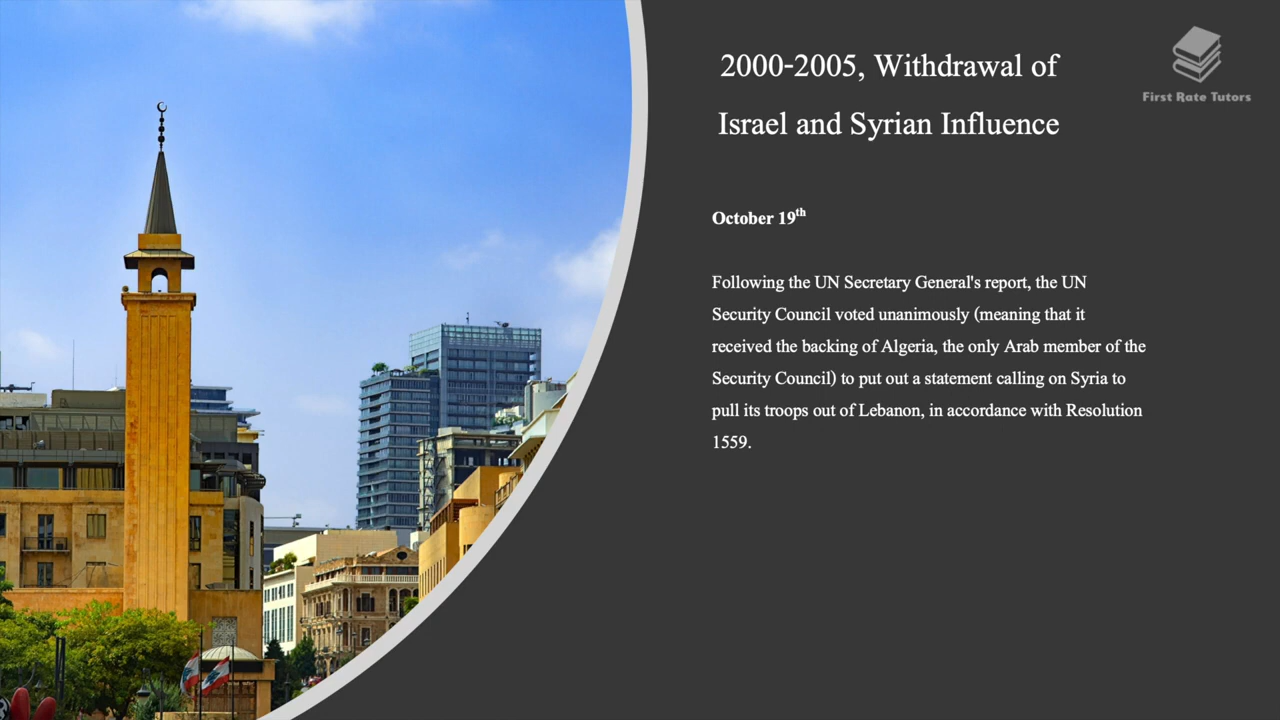 2000-2005, Withdrawal of
Israel and Syrian Influence
First Rate Tutors
October 19th
Following the UN Secretary General's report, the UN
Security Council voted unanimously (meaning that it
received the backing of Algeria, the only Arab member of the
Security Council) to put out a statement calling on Syria to
pull its troops out of Lebanon, in accordance with Resolution
1559.